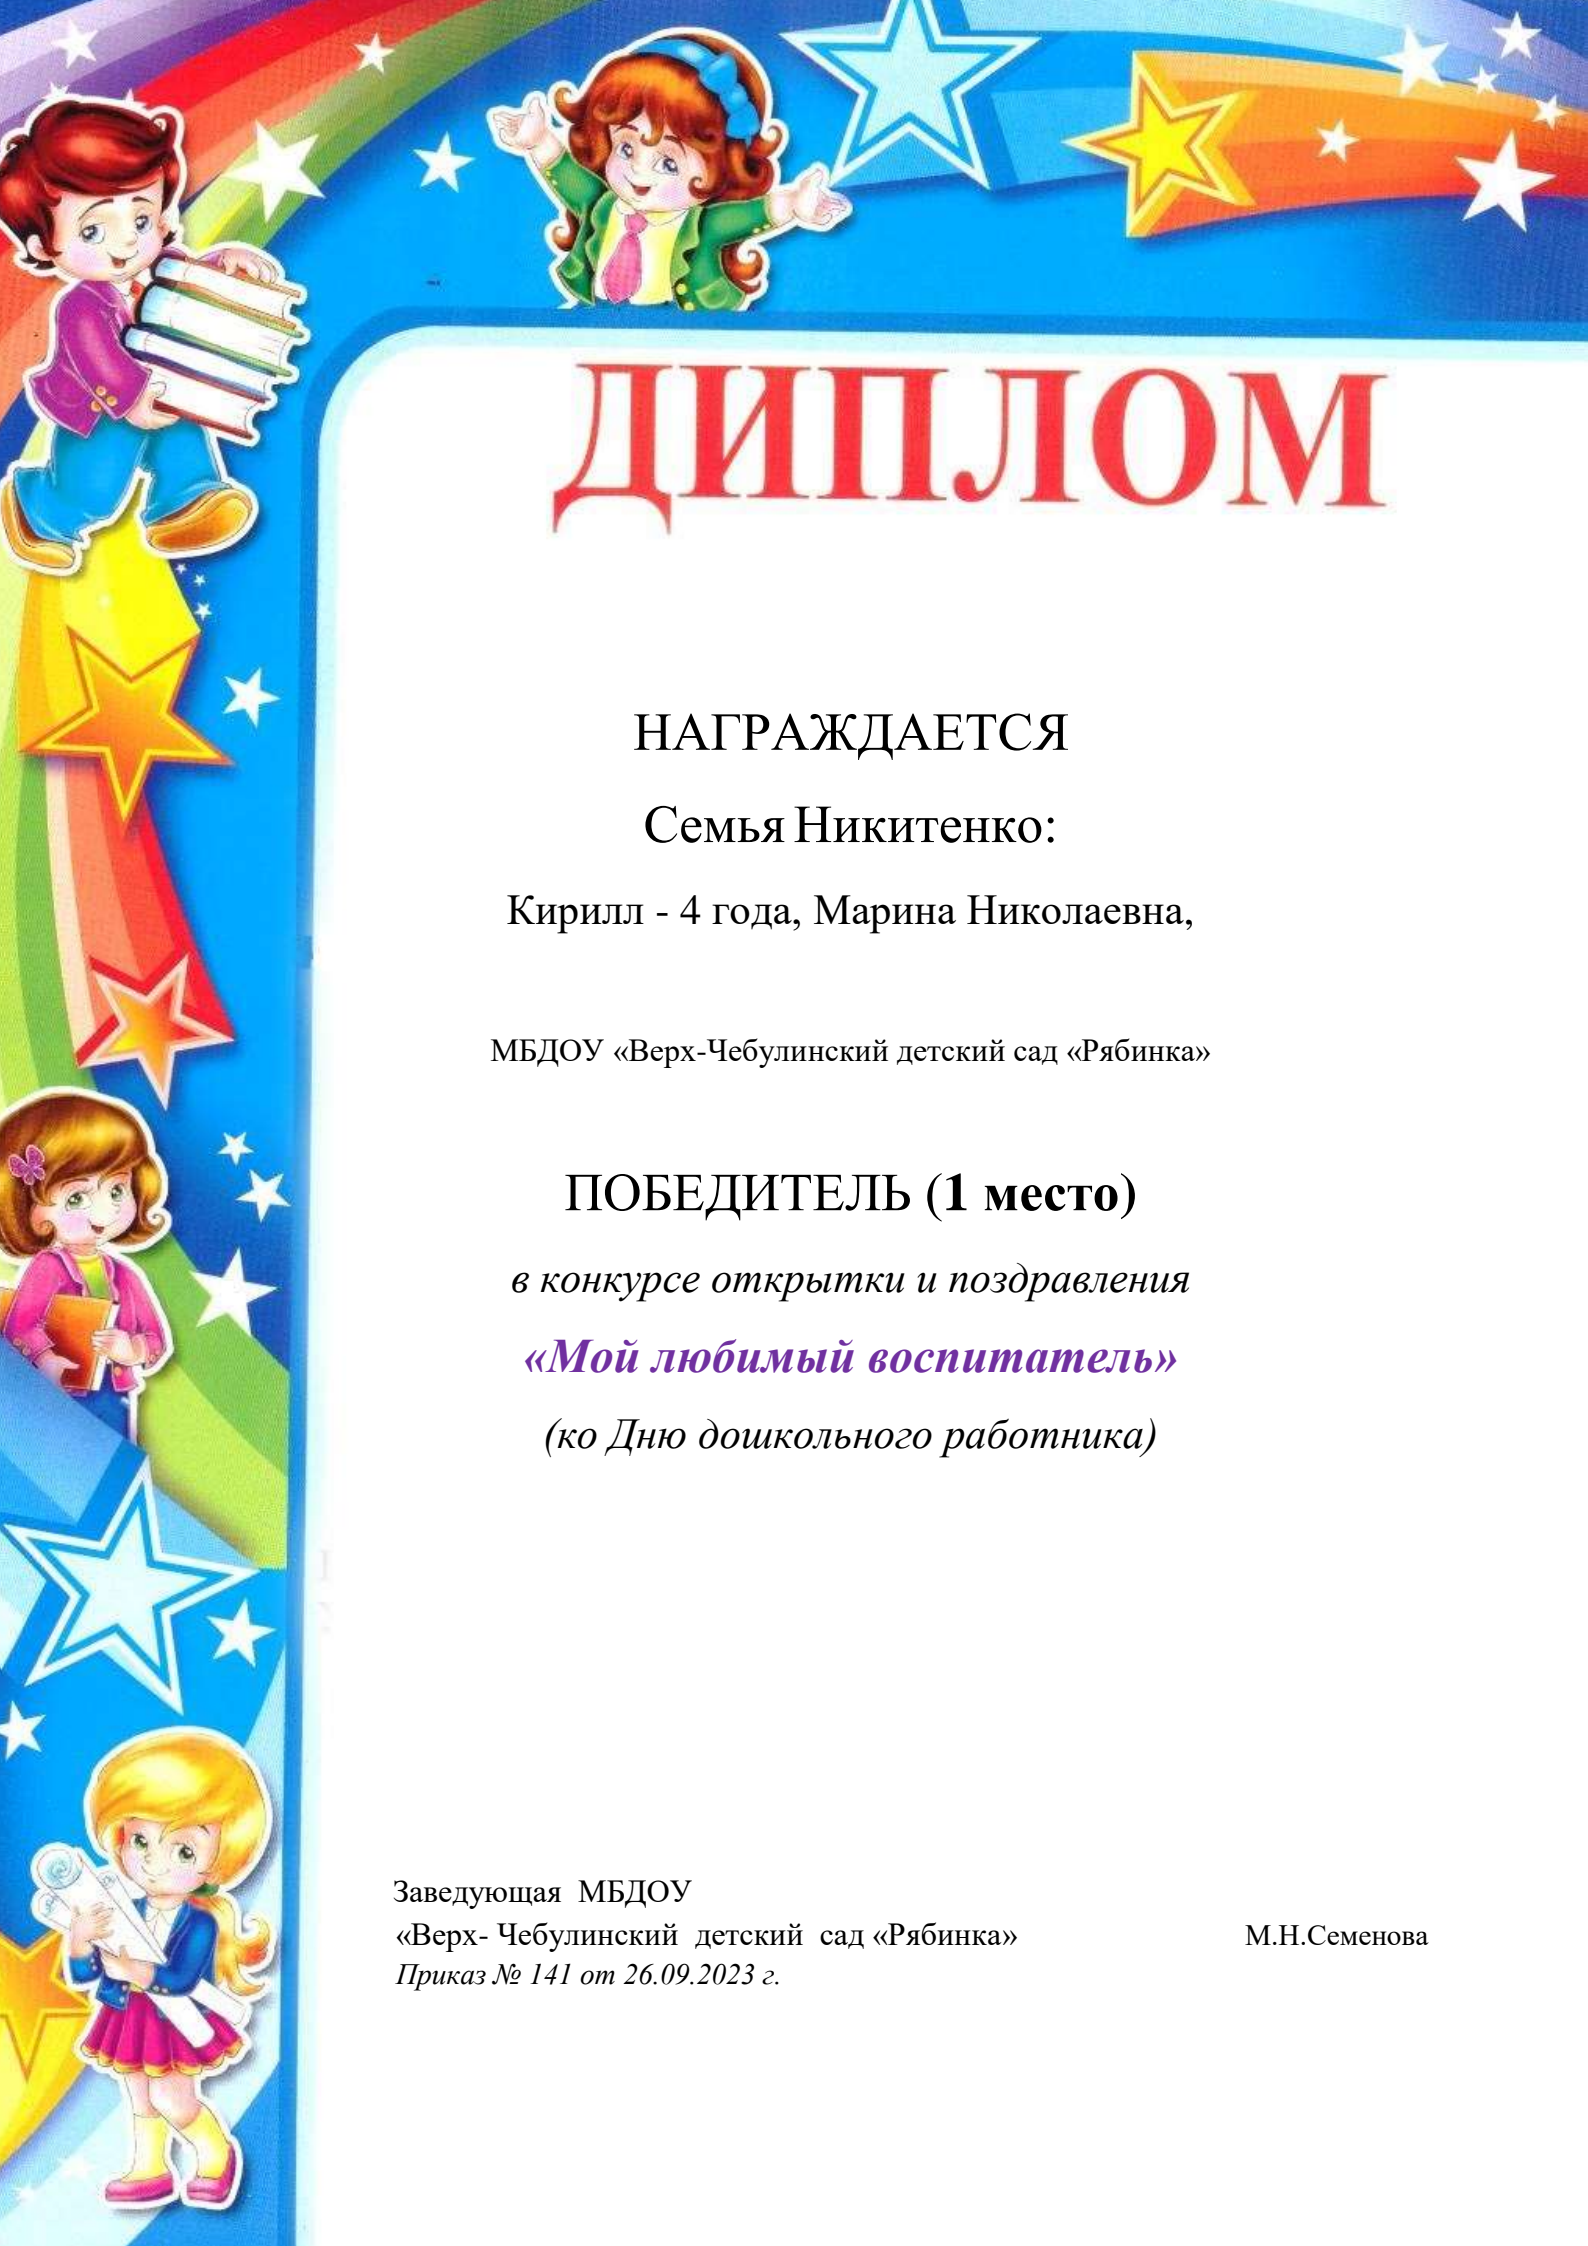 ДИПЛОМ
НАГРАЖДАЕТСЯ
Семья Никитенко:
Кирилл - 4 года, Марина Николаевна,
МБДОУ «Верх-Чебулинский детский сад «Рябинка»
ПОБЕДИТЕЛЬ (1 место)
в конкурсе открытки и поздравления
«Мой любимый воспитатель»
(ко Дню дошкольного работника)
Заведующая МБДОУ
«Верх- Чебулинский детский сад «Рябинка» М.Н.Семенова
Приказ № 141 от 26.09.2023 г.